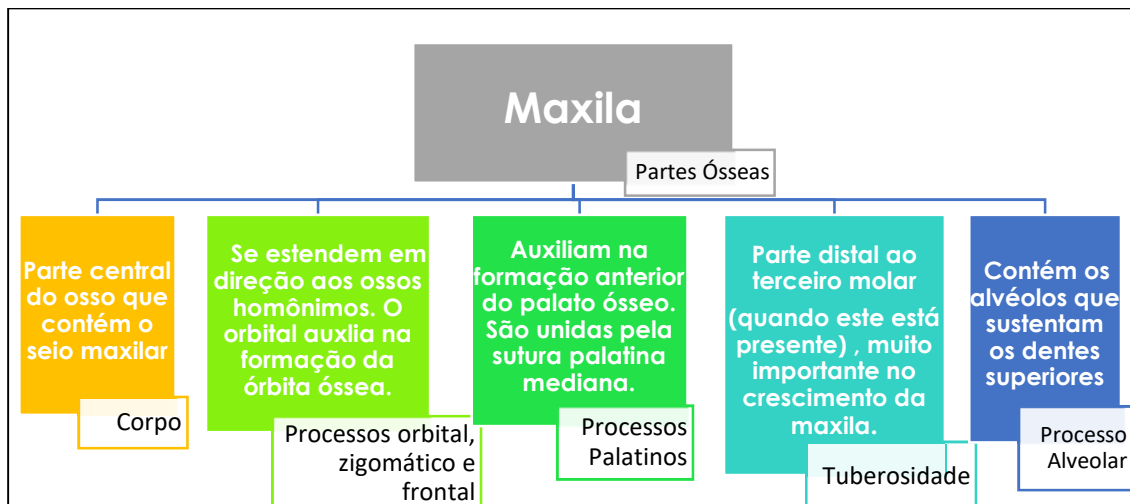 Maxila
Partes Ósseas
Parte central
do osso que
contém o
seio maxilar
Corpo
Se estendem em
direção aos ossos
homônimos. O
orbital auxlia na
formação da
órbita óssea.
Processos orbital,
zigomático e
frontal
Auxiliam na
formação anterior
do palato ósseo.
São unidas pela
sutura palatina
mediana.
Processos
Palatinos
Parte distal ao
terceiro molar
(quando este está
presente) , muito
importante no
crescimento da
maxila.
Tuberosidade
Contém os
alvéolos que
sustentam
os dentes
superiores
Processo
Alveolar